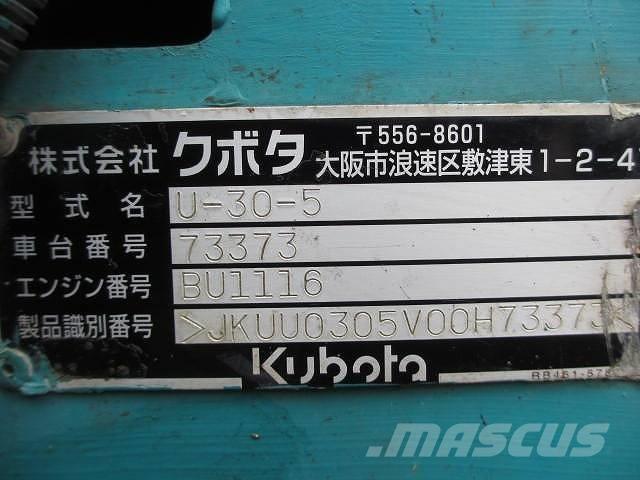 株式会社 クボタ 〒556-8601
大阪市浪速区敷津東1-2-4
型式名 U-30-5
車台番号 73373
エンジン番号 BU1116
製品識別番号 >JKUU0305V00H73373<
Kubota
MASCUS